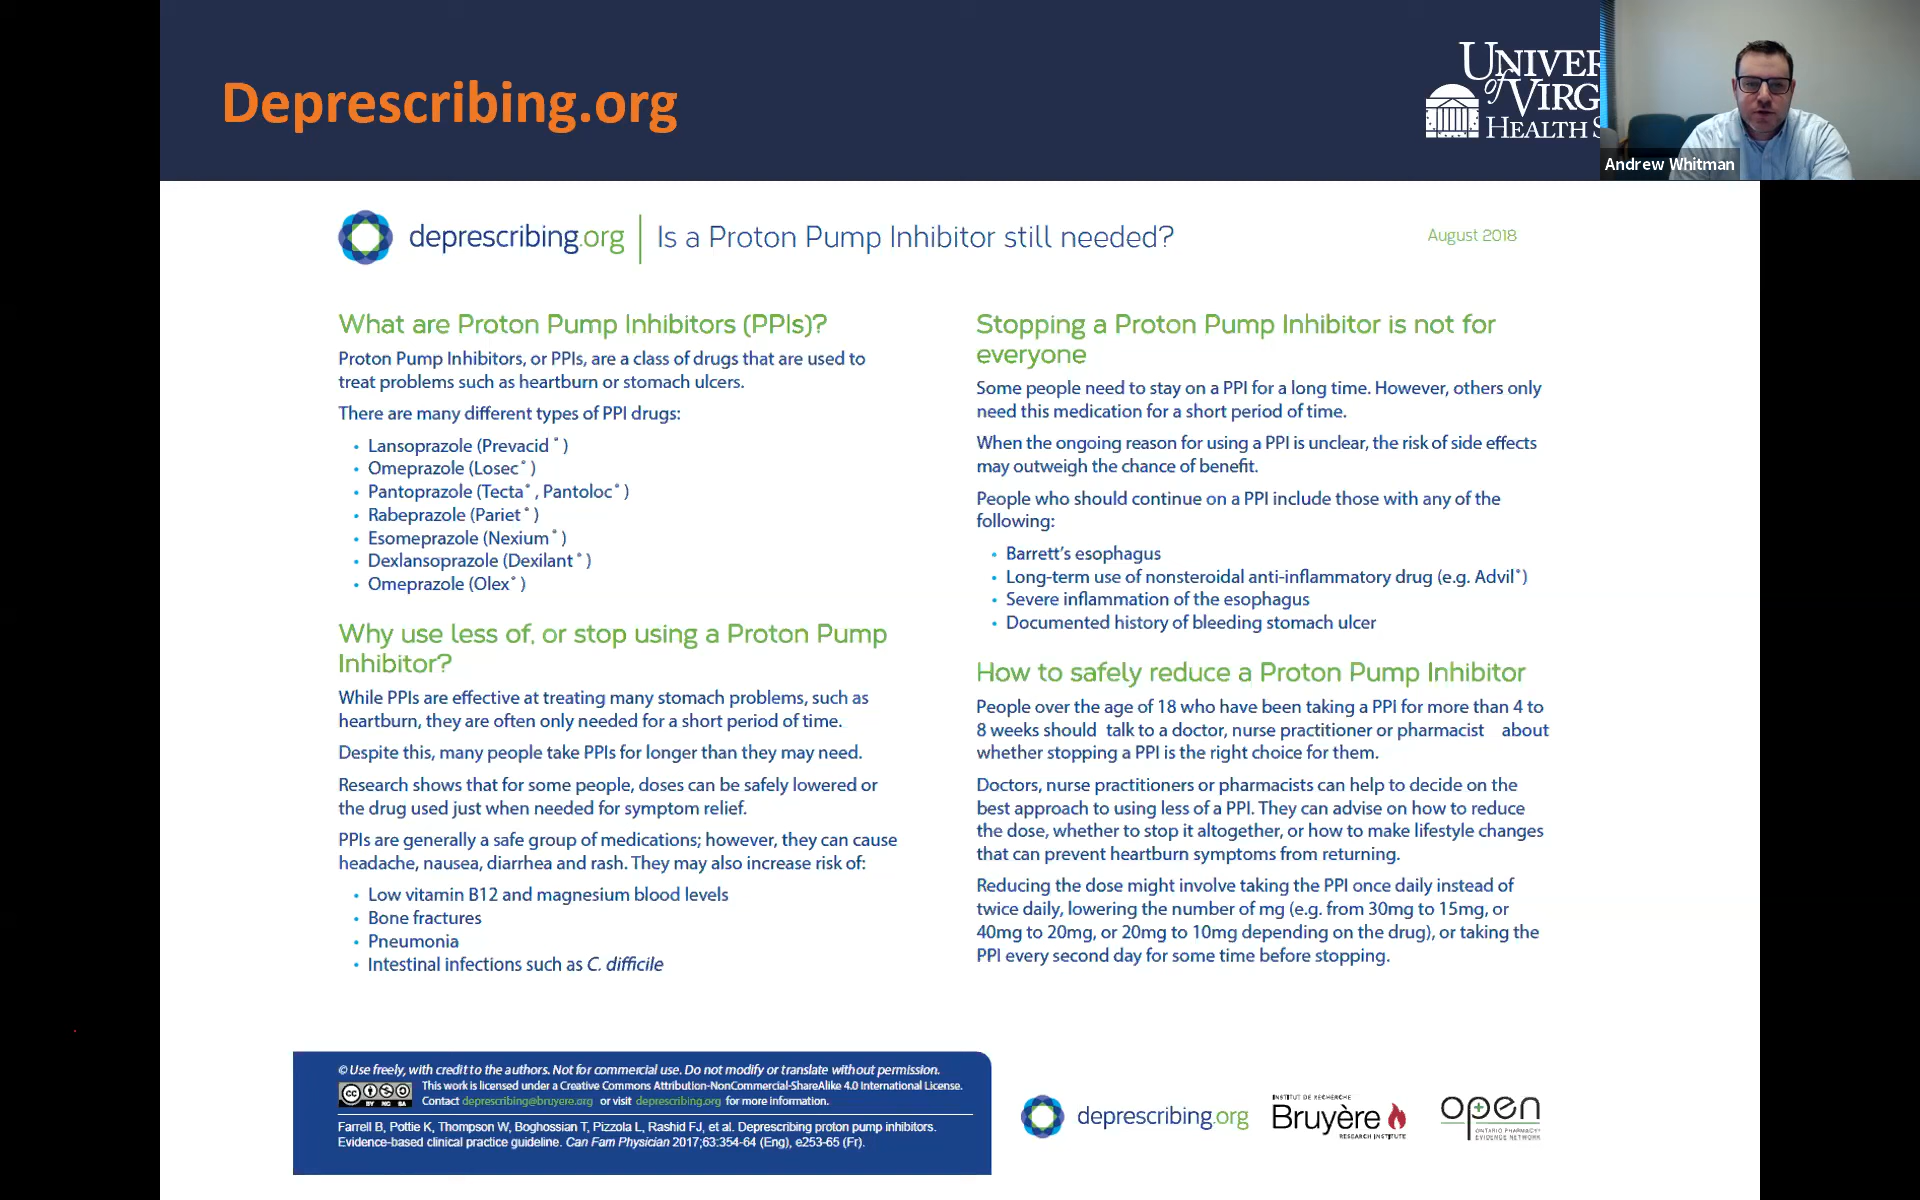 Deprescribing.org
UNIVER
of VIRG
HEALTH S
Andrew Whitman
deprescribing.org | Is a Proton Pump Inhibitor still needed?
August 2018
What are Proton Pump Inhibitors (PPIs)?
Proton Pump Inhibitors, or PPIs, are a class of drugs that are used to
treat problems such as heartburn or stomach ulcers.
There are many different types of PPI drugs:
• Lansoprazole (Prevacid®)
• Omeprazole (Losec®)
• Pantoprazole (Tecta®, Pantoloc®)
• Rabeprazole (Pariet®)
• Esomeprazole (Nexium®)
• Dexlansoprazole (Dexilant®)
• Omeprazole (Olex®)
Why use less of, or stop using a Proton Pump
Inhibitor?
While PPIs are effective at treating many stomach problems, such as
heartburn, they are often only needed for a short period of time.
Despite this, many people take PPIs for longer than they may need.
Research shows that for some people, doses can be safely lowered or
the drug used just when needed for symptom relief.
PPIs are generally a safe group of medications; however, they can cause
headache, nausea, diarrhea and rash. They may also increase risk of:
• Low vitamin B12 and magnesium blood levels
• Bone fractures
• Pneumonia
• Intestinal infections such as C. difficile
Stopping a Proton Pump Inhibitor is not for
everyone
Some people need to stay on a PPI for a long time. However, others only
need this medication for a short period of time.
When the ongoing reason for using a PPI is unclear, the risk of side effects
may outweigh the chance of benefit.
People who should continue on a PPI include those with any of the
following:
• Barrett's esophagus
• Long-term use of nonsteroidal anti-inflammatory drug (e.g. Advil®)
• Severe inflammation of the esophagus
• Documented history of bleeding stomach ulcer
How to safely reduce a Proton Pump Inhibitor
People over the age of 18 who have been taking a PPI for more than 4 to
8 weeks should talk to a doctor, nurse practitioner or pharmacist about
whether stopping a PPI is the right choice for them.
Doctors, nurse practitioners or pharmacists can help to decide on the
best approach to using less of a PPI. They can advise on how to reduce
the dose, whether to stop it altogether, or how to make lifestyle changes
that can prevent heartburn symptoms from returning.
Reducing the dose might involve taking the PPI once daily instead of
twice daily, lowering the number of mg (e.g. from 30mg to 15mg, or
40mg to 20mg, or 20mg to 10mg depending on the drug), or taking the
PPI every second day for some time before stopping.
© Use freely, with credit to the authors. Not for commercial use. Do not modify or translate without permission.
cc BY NC SA
This work is licensed under a Creative Commons Attribution-NonCommercial-ShareAlike 4.0 International License.
Contact deprescribing@bruyere.org or visit deprescribing.org for more information.
Farrell B, Pottie K, Thompson W, Boghossian T, Pizzola L, Rashid FJ, et al. Deprescribing proton pump inhibitors.
Evidence-based clinical practice guideline. Can Fam Physician 2017;63:354-64 (Eng), e253-65 (Fr).
deprescribing.org
INSTITUT DE RECHERCHE
Bruyère
RESEARCH INSTITUTE
open
ONTARIO PHARMACY
EVIDENCE NETWORK